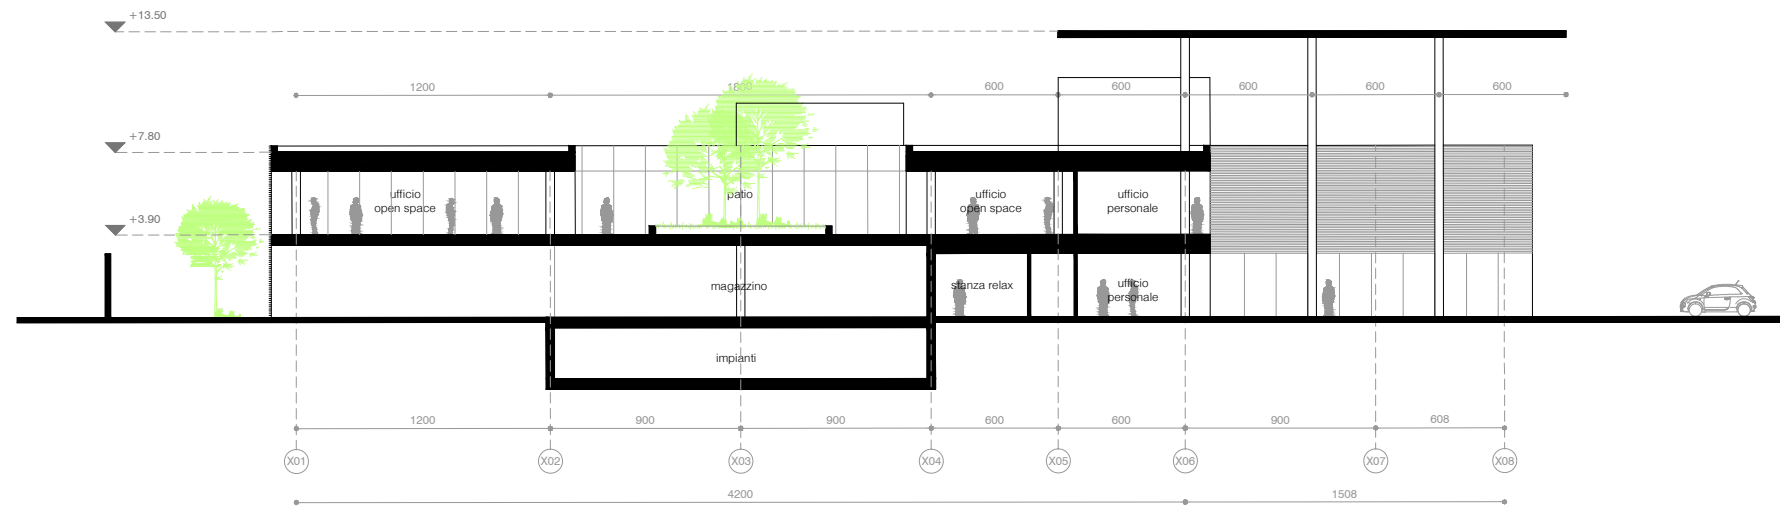 +13.50
1200
1800
600
600
600
600
600
+7.80
+3.90
ufficio
open space
patio
ufficio
open space
ufficio
personale
magazzino
stanza relax
ufficio
personale
impianti
1200
900
900
600
600
900
608
X01
X02
X03
X04
X05
X06
X07
X08
4200
1508